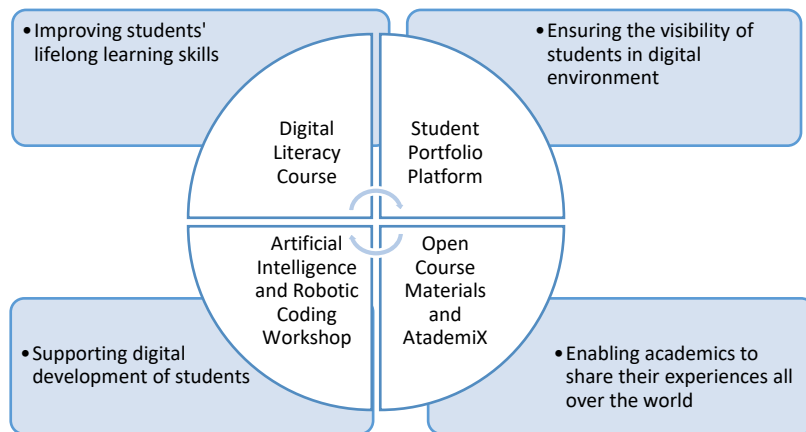 •Improving students'
lifelong learning skills
•Ensuring the visibility of
students in digital
environment
Digital
Literacy
Course
Student
Portfolio
Platform
Artificial
Intelligence
and Robotic
Coding
Workshop
Open
Course
Materials
and
AtademiX
•Supporting digital
development of students
•Enabling academics to
share their experiences all
over the world